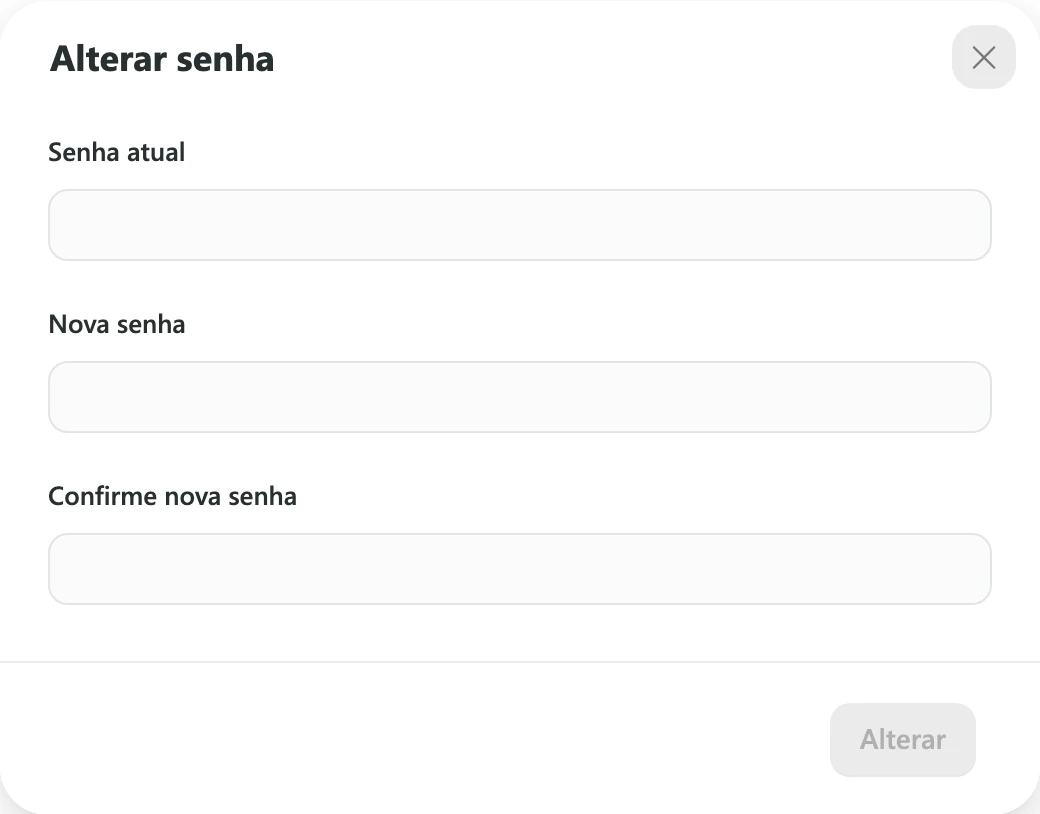 Alterar senha
Senha atual
Nova senha
Confirme nova senha
Alterar